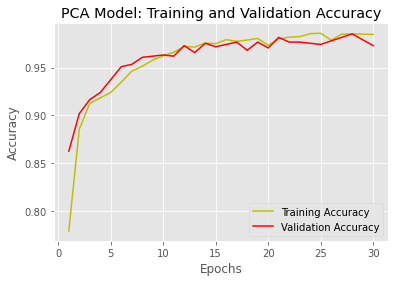 PCA Model: Training and Validation Accuracy
Accuracy
0.95
0.90
0.85
0.80
Training Accuracy
Validation Accuracy
0 5 10 15 20 25 30
Epochs